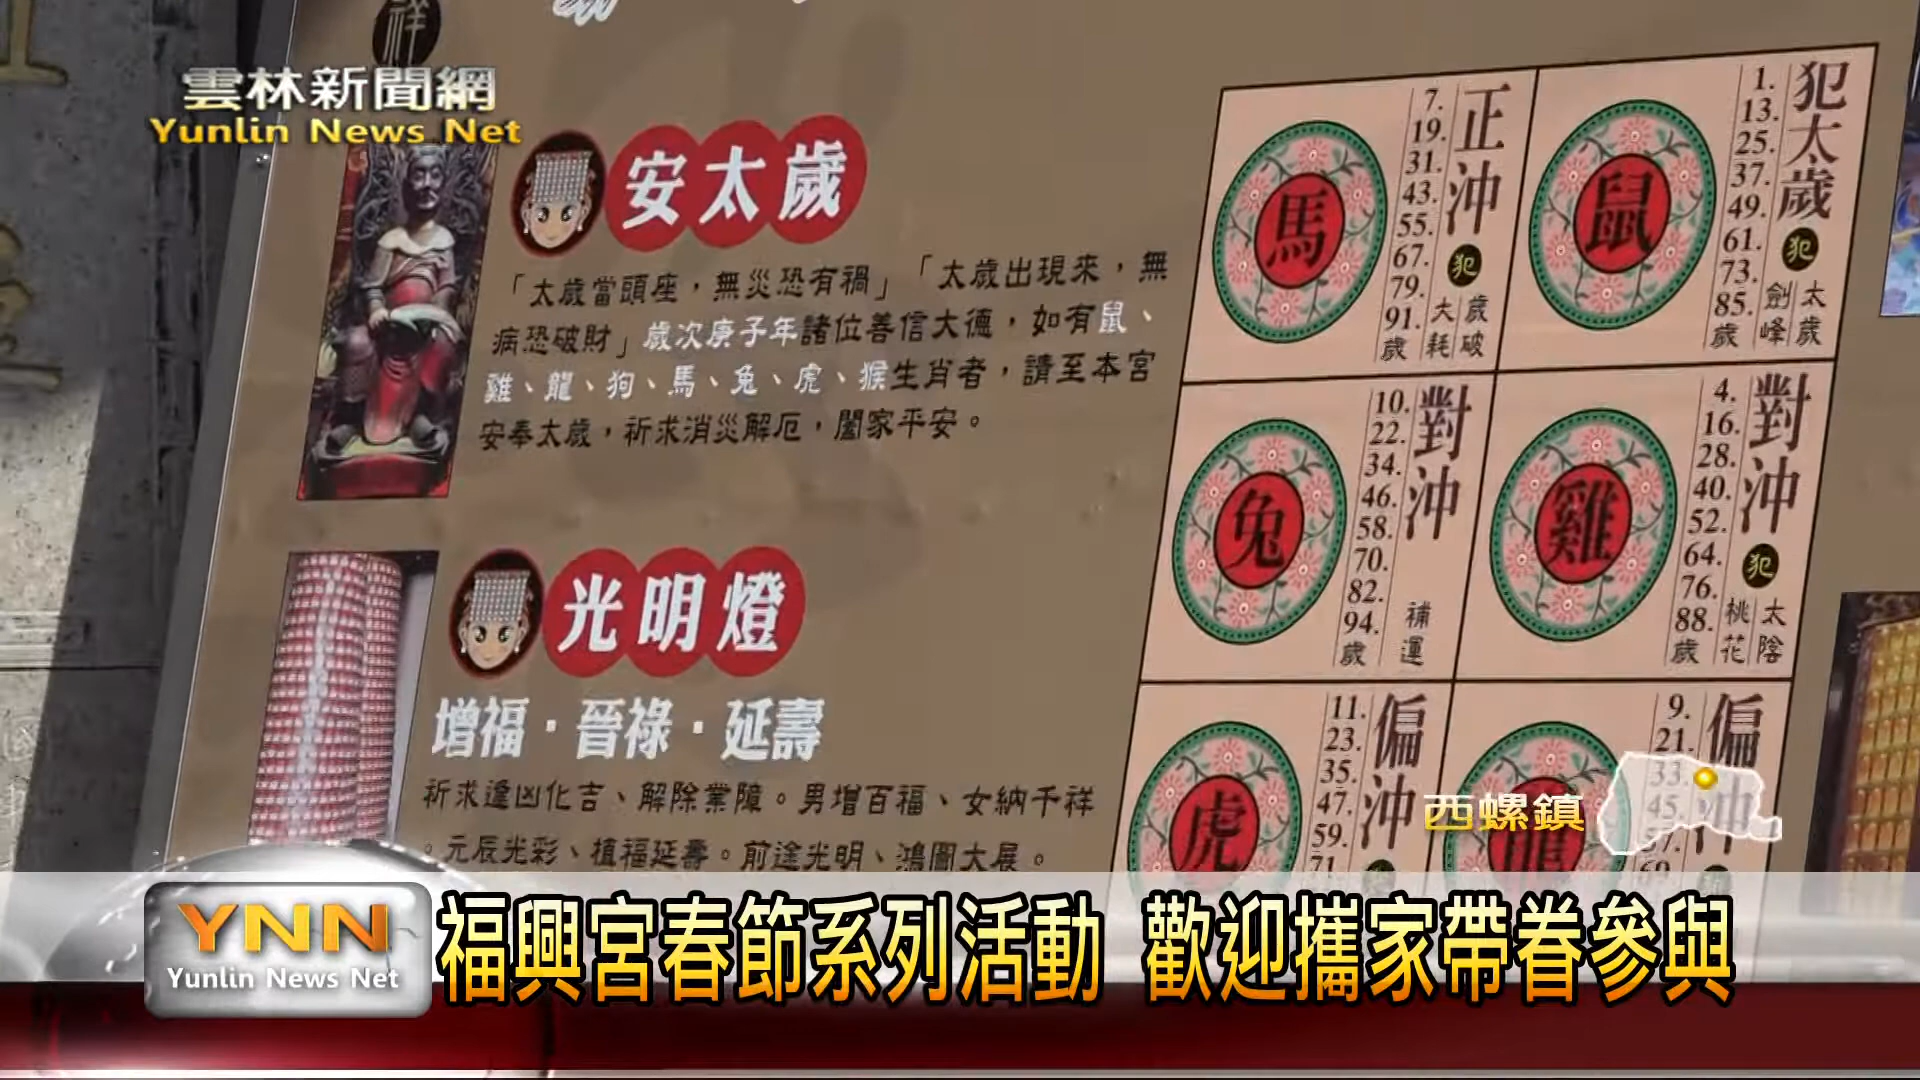 祥
雲林新聞網
Yunlin News Net
安太歲
「太歲當頭座，無災恐有禍」「太歲出現來，無
病恐破財」歲次庚子年諸位善信大德，如有鼠、
雞、龍、狗、馬、兔、虎、猴生肖者，請至本宮
安奉太歲，祈求消災解厄，闔家平安。
光明燈
增福·晉祿·延壽
祈求逢凶化吉、解除業障。男增百福、女納千祥
。元辰光彩、植福延壽。前途光明、鴻圖大展。
犯太歲
犯
太歲
劍峰
1.
13.
25.
37.
49.
61.
73.
85.
歲
鼠
正沖
犯
歲破
大耗
7.
19.
31.
43.
55.
67.
79.
91.
歲
馬
對沖
犯
太陰
桃花
4.
16.
28.
40.
52.
64.
76.
88.
歲
雞
對沖
補運
10.
22.
34.
46.
58.
70.
82.
94.
歲
兔
偏沖
9.
21.
33.
45.
57.
69.
龍
偏沖
11.
23.
35.
47.
59.
71.
虎
西螺鎮
YNN
Yunlin News Net
福興宮春節系列活動 歡迎攜家帶眷參與